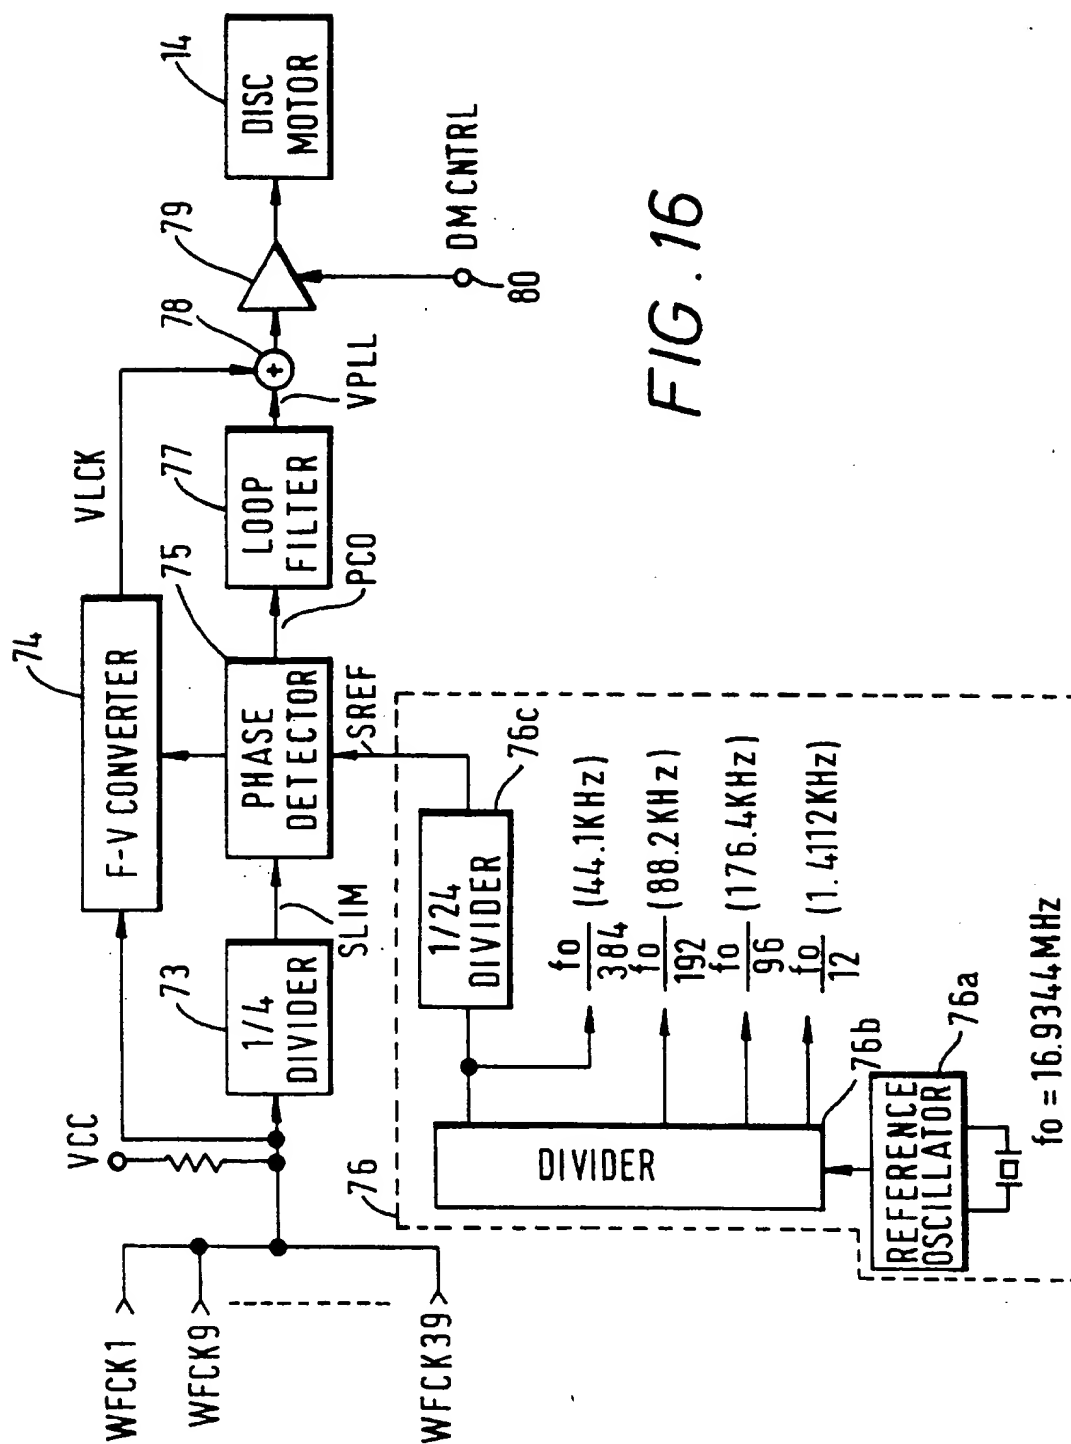 WFCK1
WFCK9
WFCK39
VCC
73
1/4
DIVIDER
SLIM
74
F-V CONVERTER
VLCK
75
PHASE
DETECTOR
SREF
PCO
77
LOOP
FILTER
VPLL
78
+
79
DM CNTRL
80
14
DISC
MOTOR
76
76c
1/24
DIVIDER
DIVIDER
76b
fo
384
(44.1KHz)
fo
192
(88.2KHz)
fo
96
(176.4KHz)
fo
12
(1.4112KHz)
76a
REFERENCE
OSCILLATOR
fo = 16.9344MHz
FIG. 16